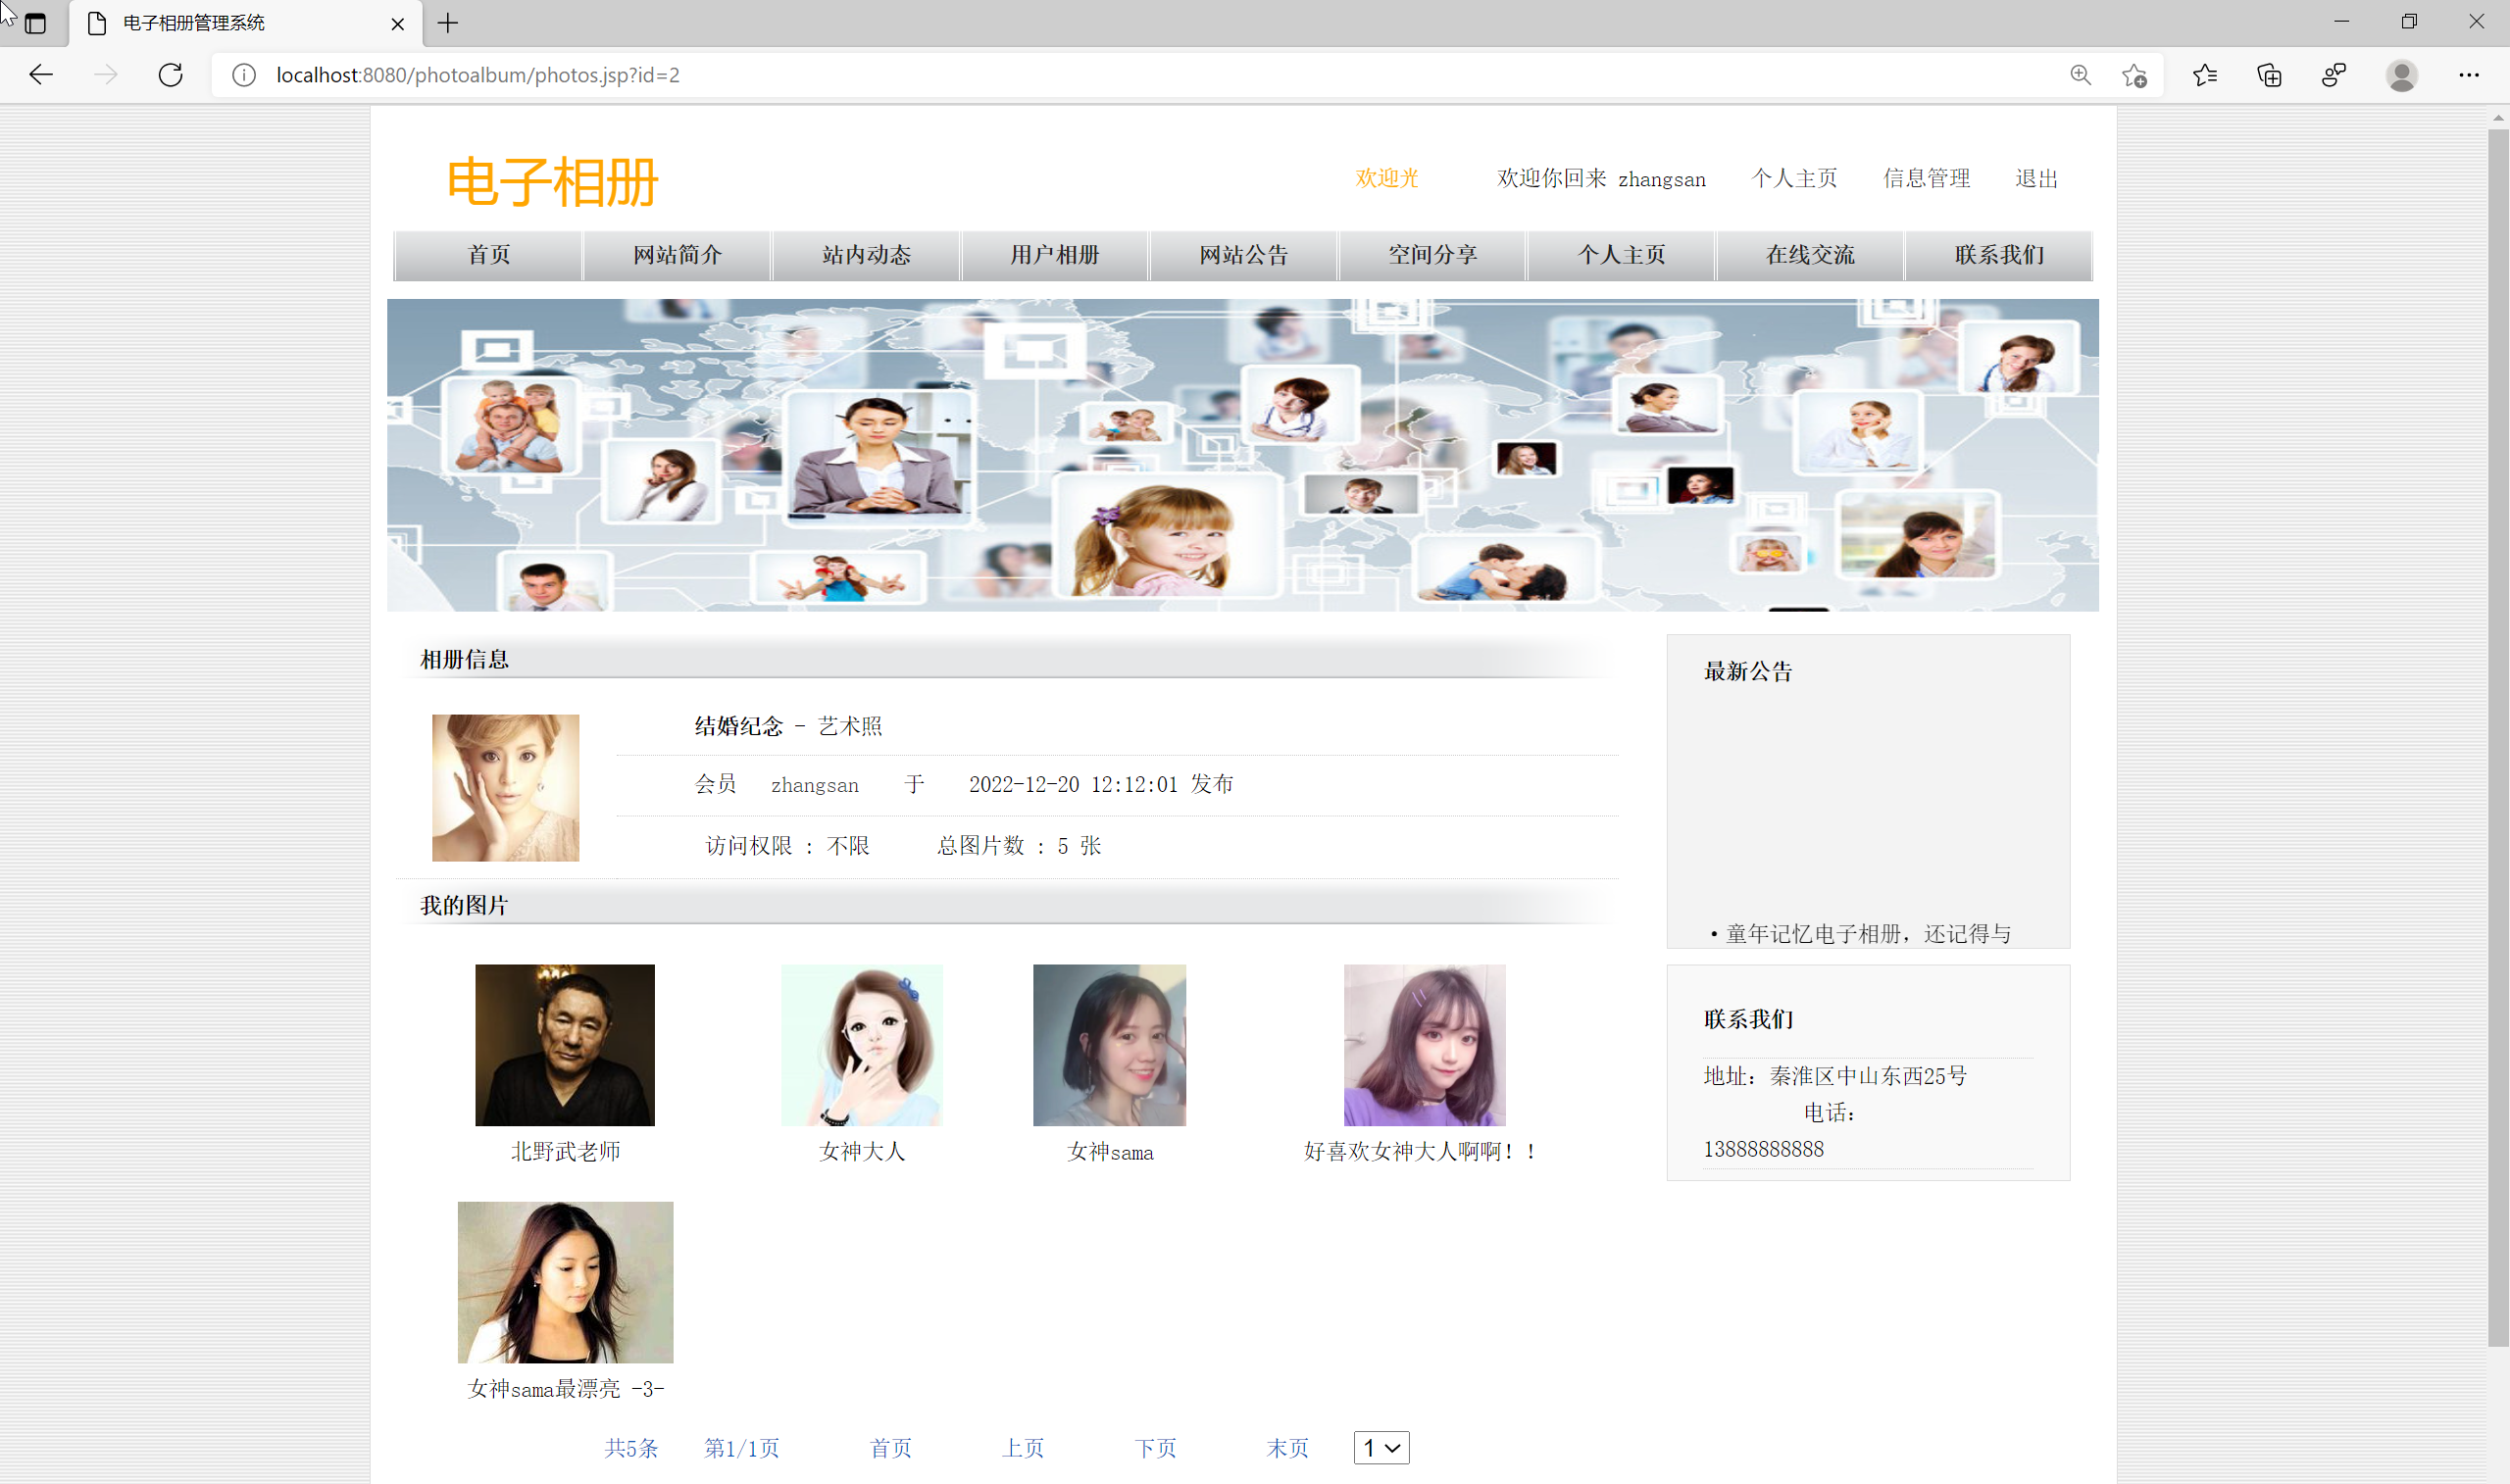 电子相册管理系统
localhost:8080/photoalbum/photos.jsp?id=2
电子相册
欢迎光 欢迎你回来 zhangsan 个人主页 信息管理 退出
首页 网站简介 站内动态 用户相册 网站公告 空间分享 个人主页 在线交流 联系我们
相册信息
结婚纪念 - 艺术照
会员 zhangsan 于 2022-12-20 12:12:01 发布
访问权限 : 不限 总图片数 : 5 张
我的图片
北野武老师 女神大人 女神sama 好喜欢女神大人啊啊!!
女神sama最漂亮 -3-
共5条 第1/1页 首页 上页 下页 末页 1
最新公告
·童年记忆电子相册，还记得与
联系我们
地址：秦淮区中山东西25号
电话：
13888888888